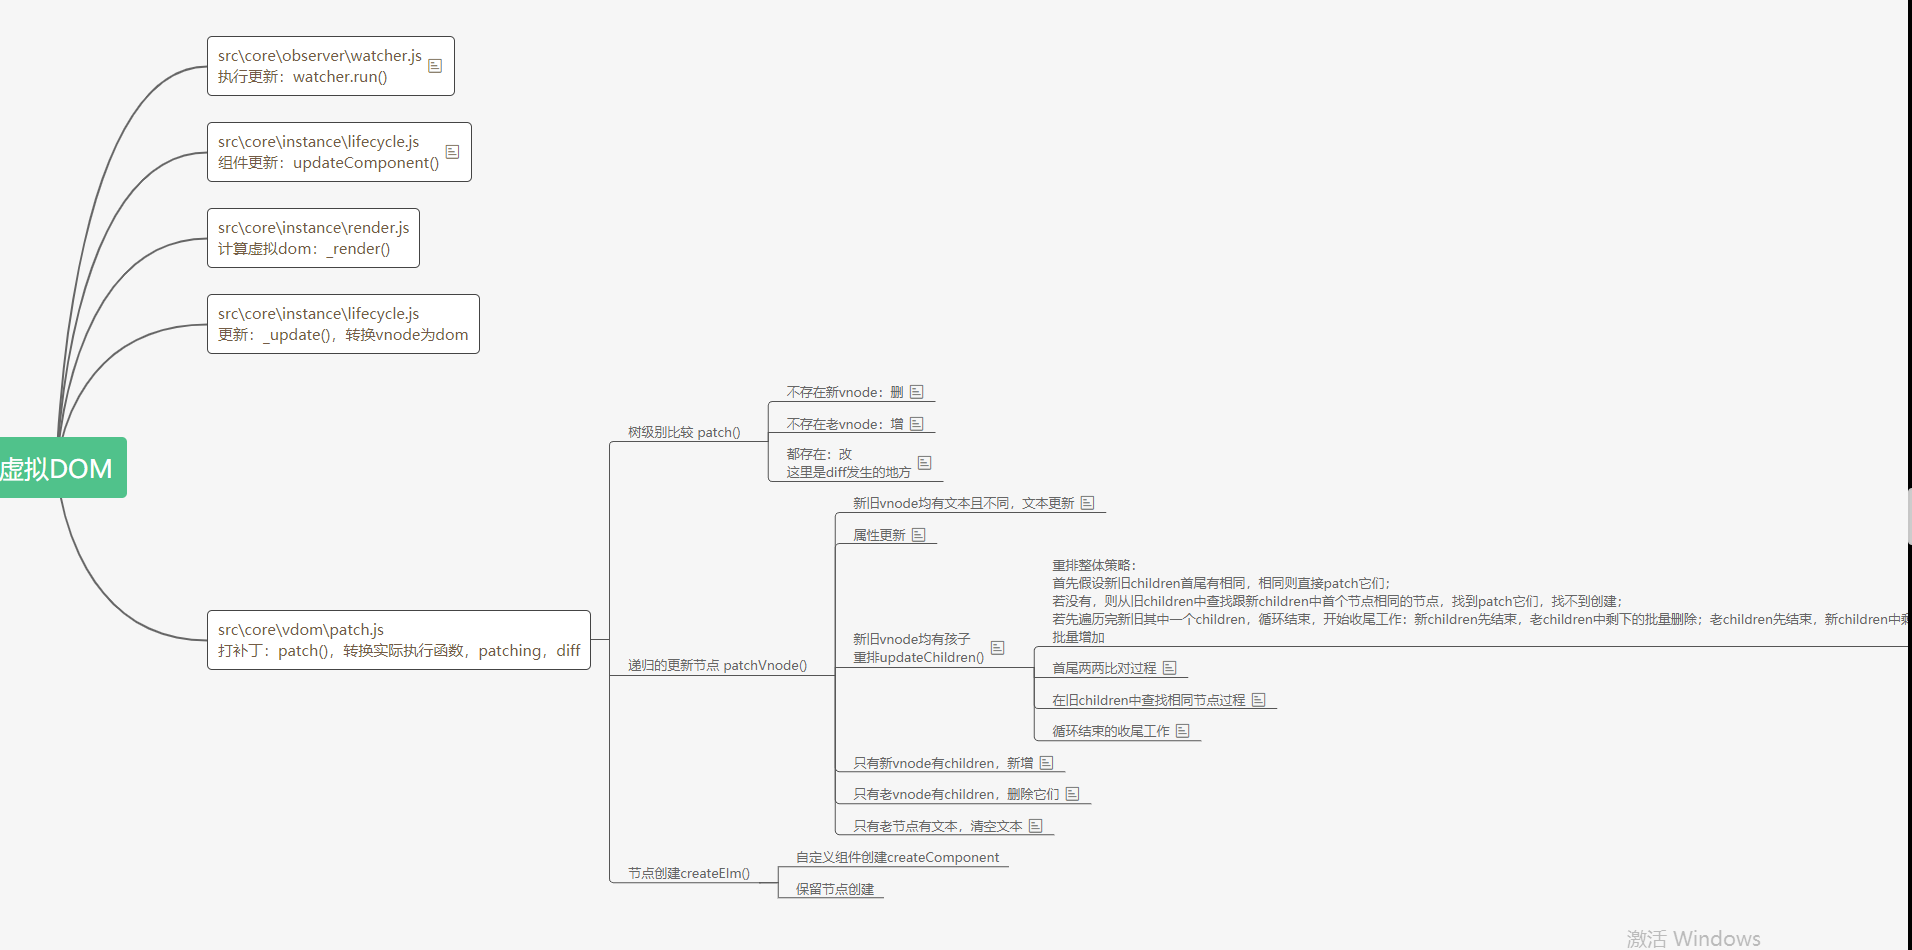 src\core\observer\watcher.js
执行更新：watcher.run()
src\core\instance\lifecycle.js
组件更新：updateComponent()
src\core\instance\render.js
计算虚拟dom：_render()
src\core\instance\lifecycle.js
更新：_update()，转换vnode为dom
虚拟DOM
src\core\vdom\patch.js
打补丁：patch()，转换实际执行函数，patching，diff
树级别比较 patch()
不存在新vnode：删
不存在老vnode：增
都存在：改
这里是diff发生的地方
递归的更新节点 patchVnode()
新旧vnode均有文本且不同，文本更新
属性更新
新旧vnode均有孩子
重排updateChildren()
重排整体策略：
首先假设新旧children首尾有相同，相同则直接patch它们；
若没有，则从旧children中查找跟新children中首个节点相同的节点，找到patch它们，找不到创建；
若先遍历完新旧其中一个children，循环结束，开始收尾工作：新children先结束，老children中剩下的批量删除；老children先结束，新children中剩
批量增加
首尾两两比对过程
在旧children中查找相同节点过程
循环结束的收尾工作
只有新vnode有children，新增
只有老vnode有children，删除它们
只有老节点有文本，清空文本
节点创建createElm()
自定义组件创建createComponent
保留节点创建
激活 Windows